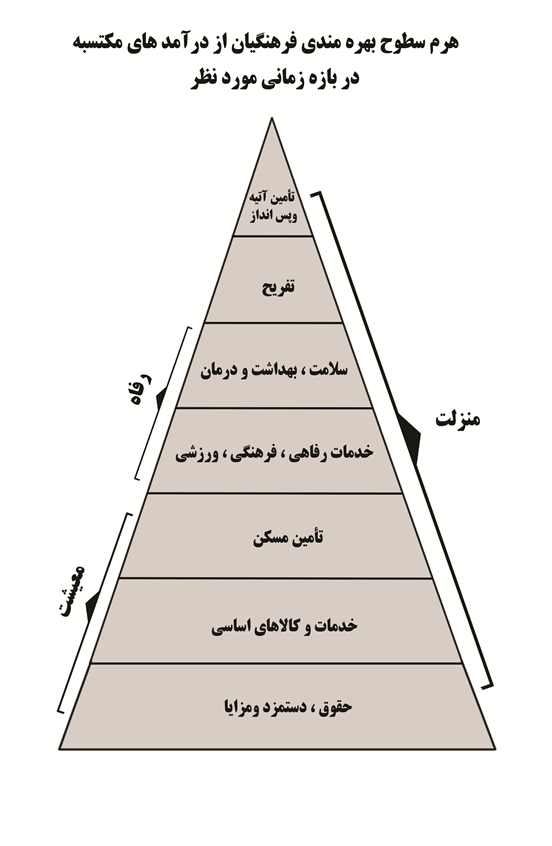 هرم سطوح بهره مندی فرهنگیان از درآمد های مکتسبه
در بازه زمانی مورد نظر
تأمین آتیه
وپس انداز
تفریح
سلامت ، بهداشت و درمان
رفاه
خدمات رفاهی ، فرهنگی ، ورزشی
منزلت
تأمین مسکن
معیشت
خدمات و کالاهای اساسی
حقوق ، دستمزد ومزایا